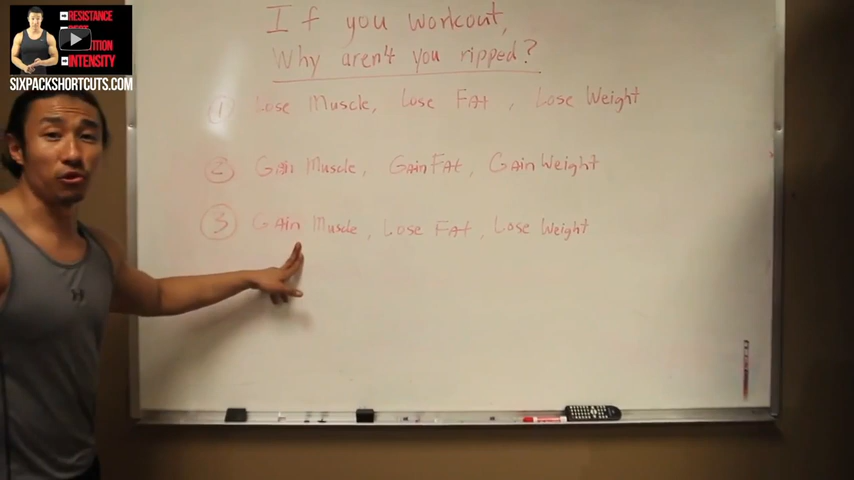 RESISTANCE
INTENSITY
SIXPACKSHORTCUTS.COM
If you workout,
Why aren't you ripped?
1 Lose Muscle, Lose Fat, Lose Weight
2 Gain Muscle, Gain Fat, Gain Weight
3 Gain Muscle, Lose Fat, Lose Weight